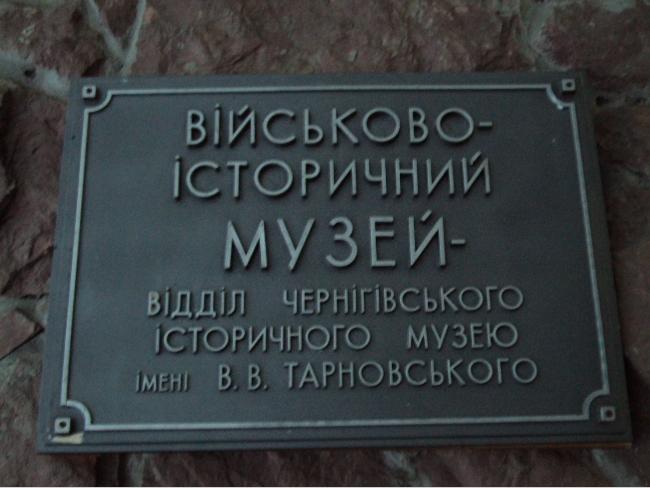 ВІЙСЬКОВО-
ІСТОРИЧНИЙ
МУЗЕЙ-
ВІДДІЛ ЧЕРНІГІВСЬКОГО
ІСТОРИЧНОГО МУЗЕЮ
ІМЕНІ В. В. ТАРНОВСЬКОГО